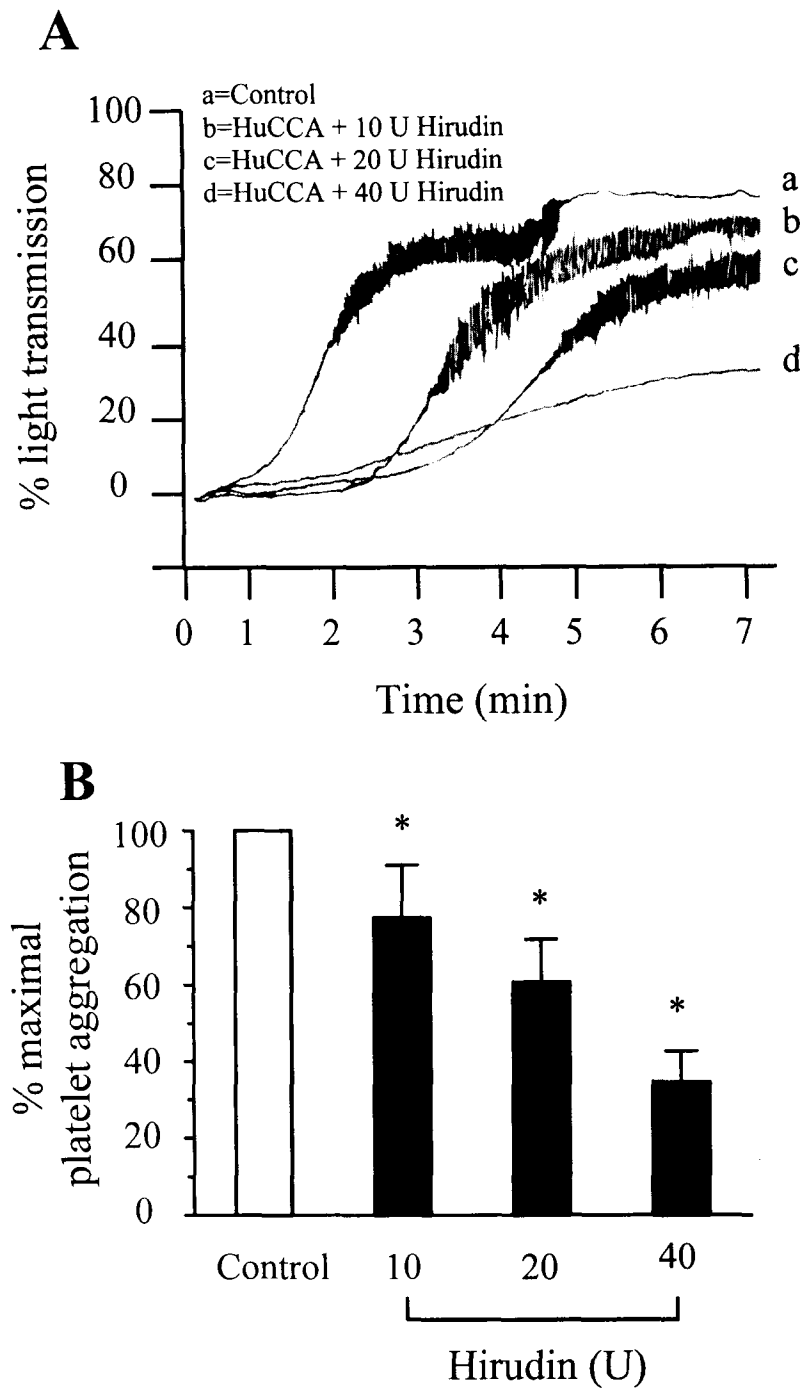 A
a=Control
b=HuCCA + 10 U Hirudin
c=HuCCA + 20 U Hirudin
d=HuCCA + 40 U Hirudin
100
80
60
40
20
0
% light transmission
a
b
c
d
0 1 2 3 4 5 6 7
Time (min)
B
100
80
60
40
20
0
% maximal
platelet aggregation
*
*
*
Control 10 20 40
Hirudin (U)